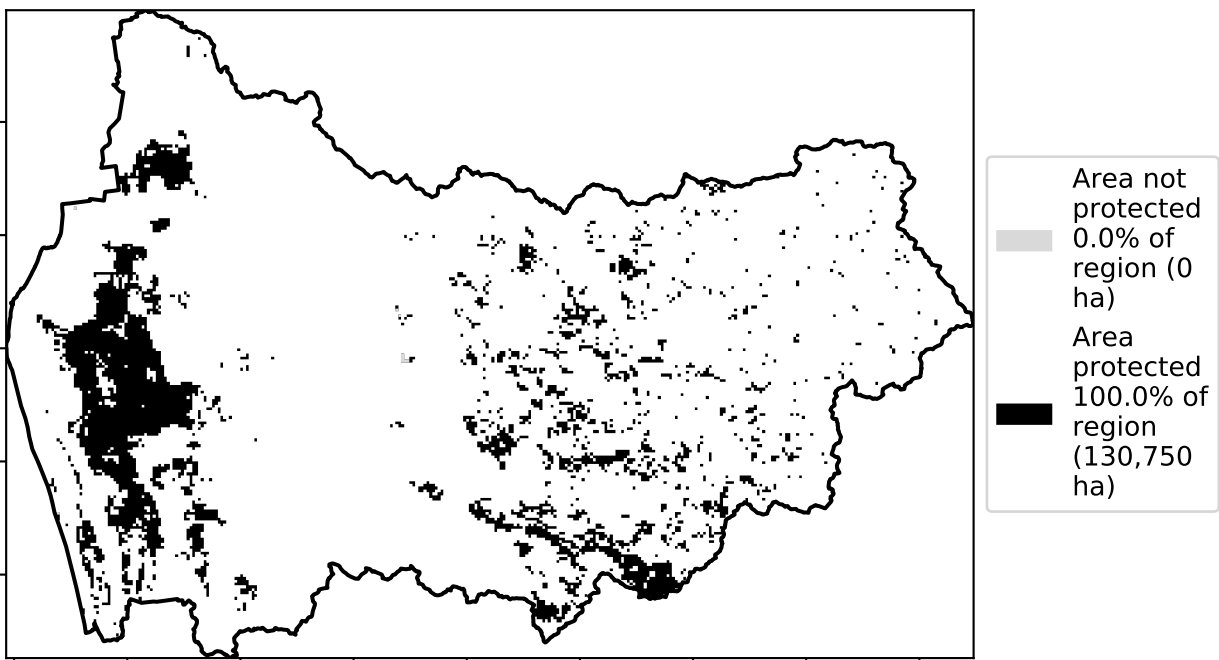 Area not
protected
0.0% of
region (0
ha)
Area
protected
100.0% of
region
(130,750
ha)